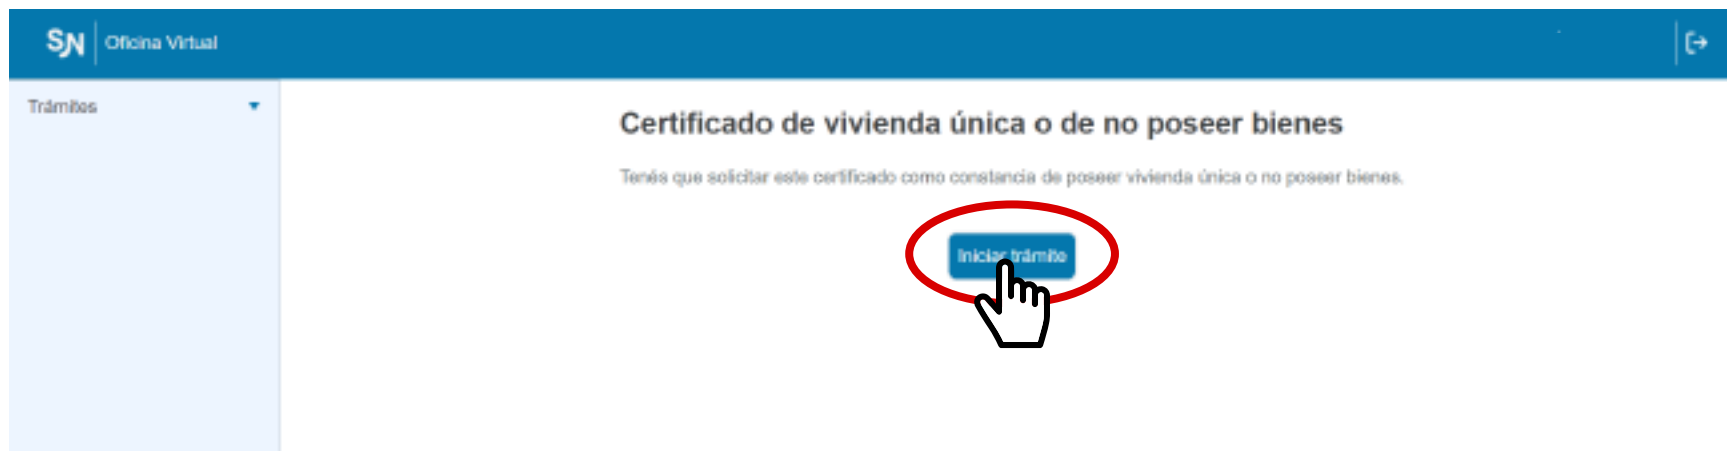 SN Oficina Virtual
Trámites
Certificado de vivienda única o de no poseer bienes
Tenés que solicitar este certificado como constancia de poseer vivienda única o no poseer bienes.
Iniciar trámite